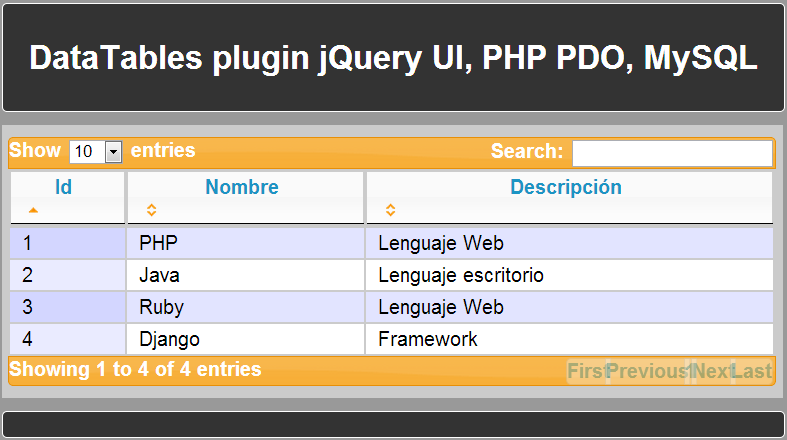 DataTables plugin jQuery UI, PHP PDO, MySQL
Show 10 entries Search:
Id Nombre Descripción
1 PHP Lenguaje Web
2 Java Lenguaje escritorio
3 Ruby Lenguaje Web
4 Django Framework
Showing 1 to 4 of 4 entries First Previous 1 Next Last